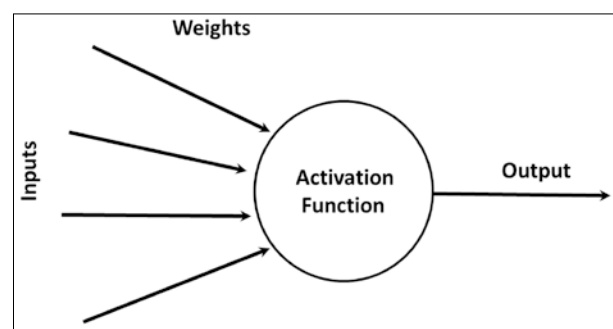 Weights
Inputs
Activation
Function
Output